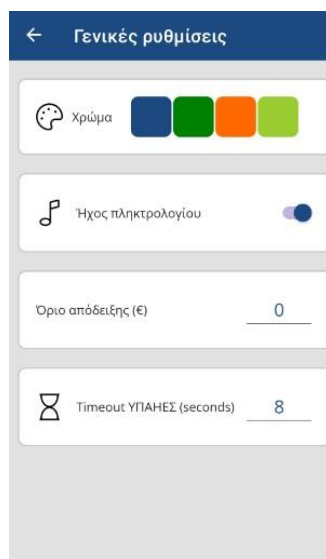 Γενικές ρυθμίσεις
Χρώμα
Ήχος πληκτρολογίου
Όριο απόδειξης (€) 0
Timeout ΥΠΑΗΕΣ (seconds) 8